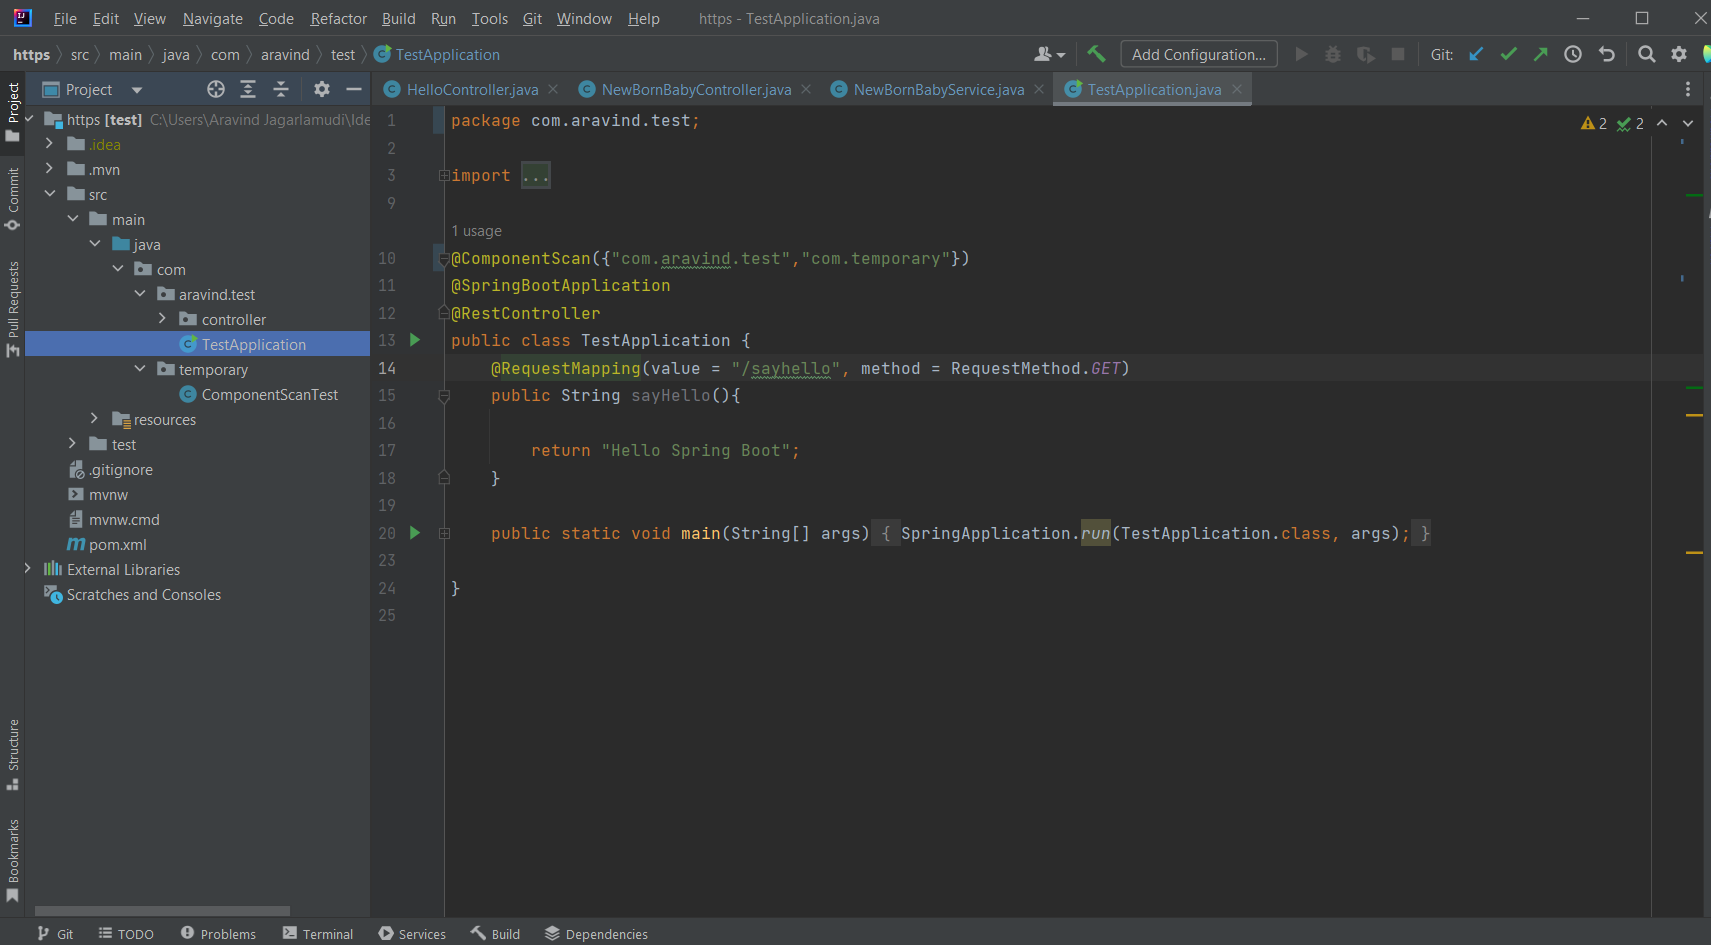 File Edit View Navigate Code Refactor Build Run Tools Git Window Help https - TestApplication.java
https src main java com aravind test TestApplication Add Configuration... Git:
Project
HelloController.java NewBornBabyController.java NewBornBabyService.java TestApplication.java
Project
Commit
Pull Requests
Structure
Bookmarks
https [test] C:\Users\Aravind Jagarlamudi\Ide
.idea
.mvn
src
main
java
com
aravind.test
controller
TestApplication
temporary
ComponentScanTest
resources
test
.gitignore
mvnw
mvnw.cmd
pom.xml
External Libraries
Scratches and Consoles
2 2
1 package com.aravind.test;
2
3 import ...
9
1 usage
10 @ComponentScan({"com.aravind.test","com.temporary"})
11 @SpringBootApplication
12 @RestController
13 public class TestApplication {
14 @RequestMapping(value = "/sayhello", method = RequestMethod.GET)
15 public String sayHello(){
16
17 return "Hello Spring Boot";
18 }
19
20 public static void main(String[] args) { SpringApplication.run(TestApplication.class, args); }
23
24 }
25
Git TODO Problems Terminal Services Build Dependencies